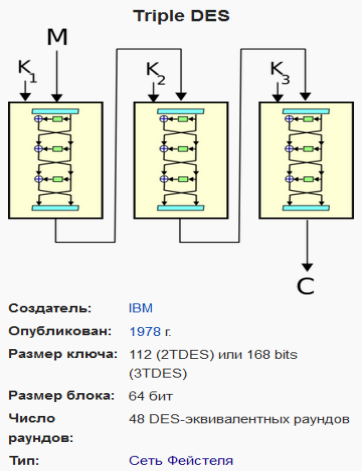 Triple DES
M
K1
K2
K3
C
Создатель: IBM
Опубликован: 1978 г.
Размер ключа: 112 (2TDES) или 168 bits
(3TDES)
Размер блока: 64 бит
Число 48 DES-эквивалентных раундов
раундов:
Тип: Сеть Фейстеля